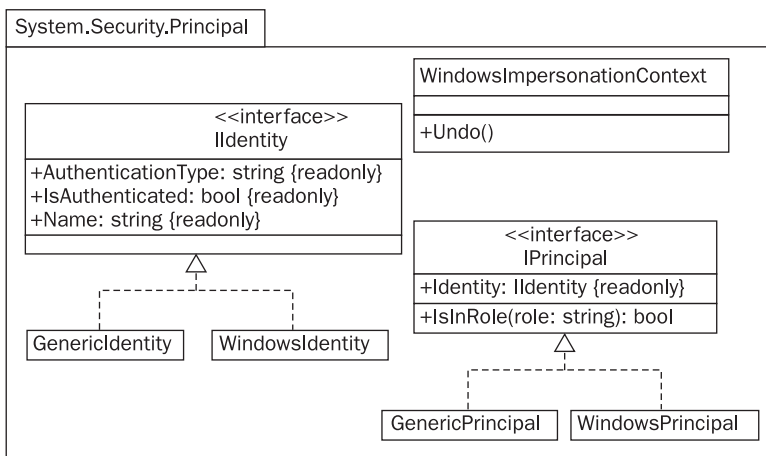 System.Security.Principal
<<interface>>
IIdentity
+AuthenticationType: string {readonly}
+IsAuthenticated: bool {readonly}
+Name: string {readonly}
GenericIdentity
WindowsIdentity
WindowsImpersonationContext
+Undo()
<<interface>>
IPrincipal
+Identity: IIdentity {readonly}
+IsInRole(role: string): bool
GenericPrincipal
WindowsPrincipal